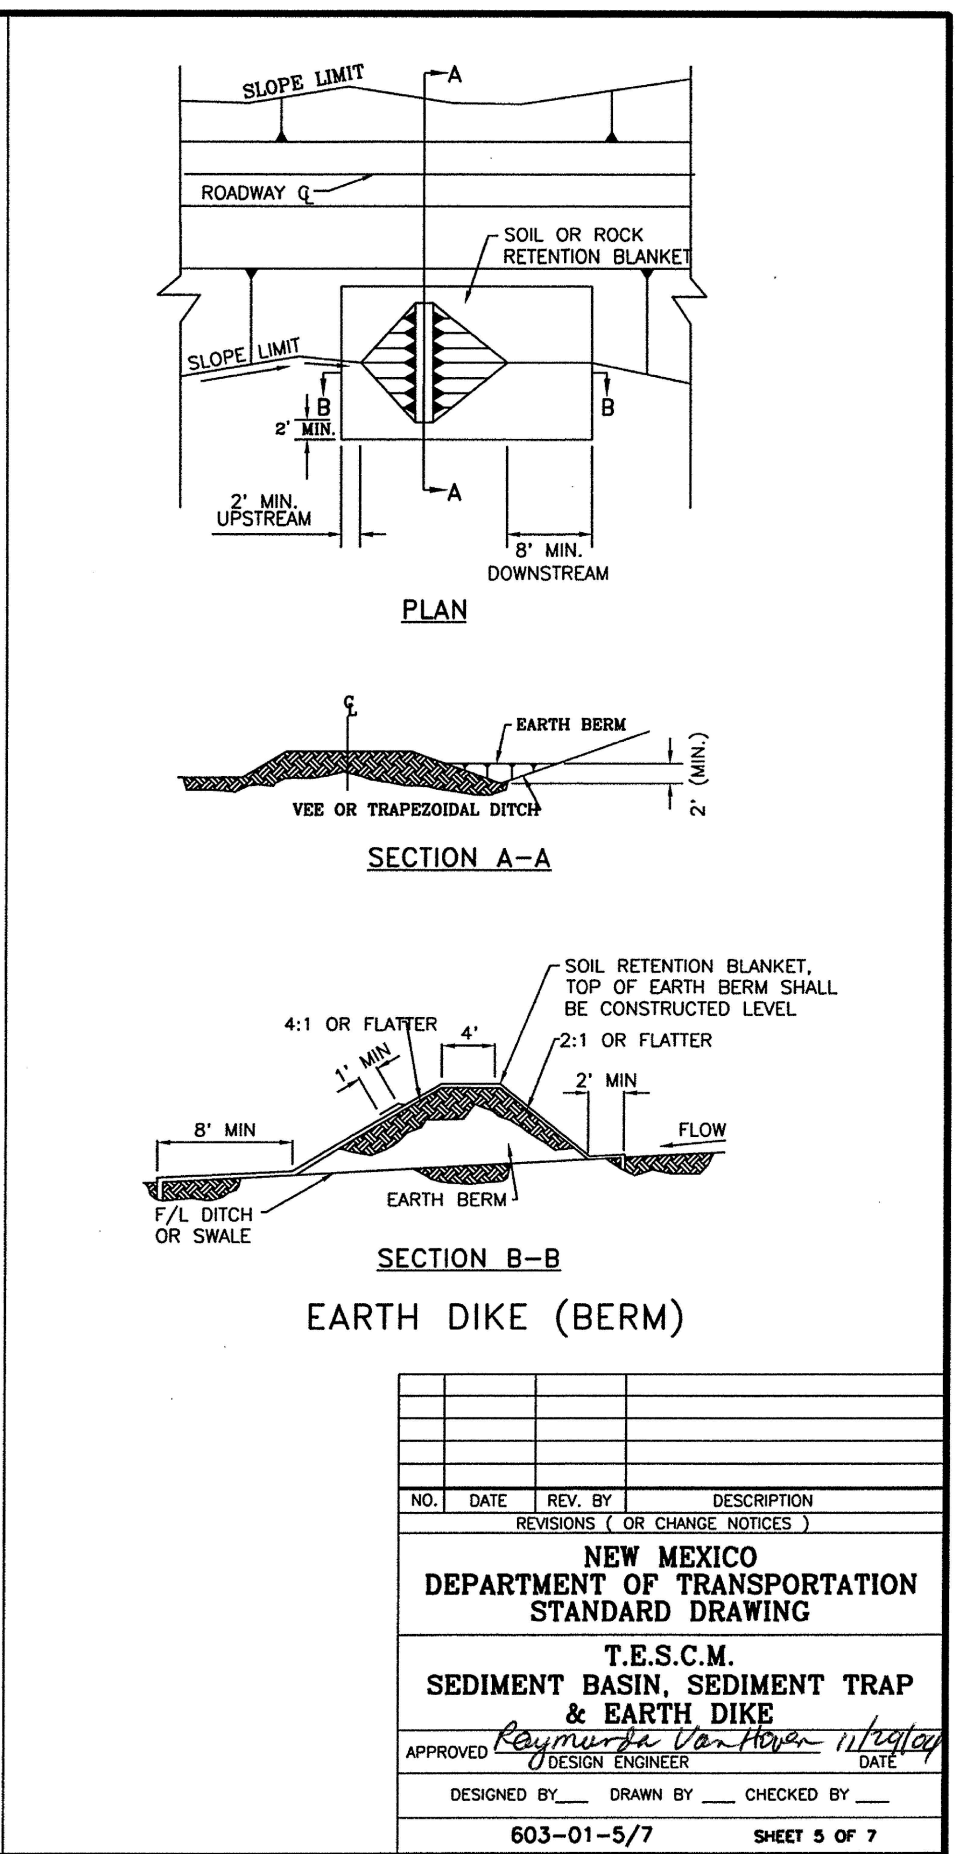 SLOPE LIMIT
A
ROADWAY ℄
SOIL OR ROCK
RETENTION BLANKET
SLOPE LIMIT
B
B
2' MIN.
A
2' MIN.
UPSTREAM
8' MIN.
DOWNSTREAM
PLAN
℄
EARTH BERM
2' (MIN.)
VEE OR TRAPEZOIDAL DITCH
SECTION A-A
SOIL RETENTION BLANKET,
TOP OF EARTH BERM SHALL
BE CONSTRUCTED LEVEL
4:1 OR FLATTER
4'
2:1 OR FLATTER
1' MIN
2' MIN
8' MIN
FLOW
EARTH BERM
F/L DITCH
OR SWALE
SECTION B-B
EARTH DIKE (BERM)
NO. DATE REV. BY DESCRIPTION
REVISIONS ( OR CHANGE NOTICES )
NEW MEXICO
DEPARTMENT OF TRANSPORTATION
STANDARD DRAWING
T.E.S.C.M.
SEDIMENT BASIN, SEDIMENT TRAP
& EARTH DIKE
APPROVED Raymunda Van Hoven 11/29/04
DESIGN ENGINEER DATE
DESIGNED BY___ DRAWN BY ___ CHECKED BY ___
603-01-5/7 SHEET 5 OF 7